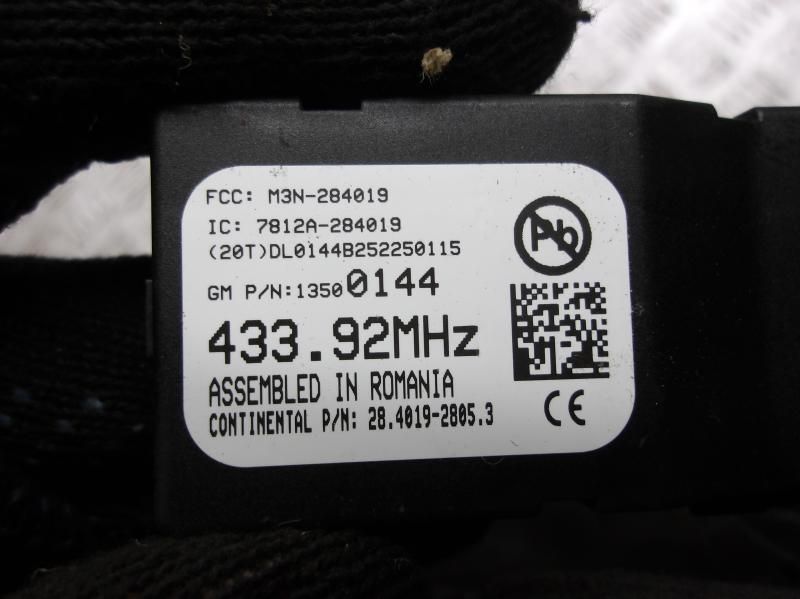 FCC: M3N-284019
IC: 7812A-284019
(20T)DL0144B252250115
GM P/N:13500144
433.92MHz
ASSEMBLED IN ROMANIA
CONTINENTAL P/N: 28.4019-2805.3
Pb
CE